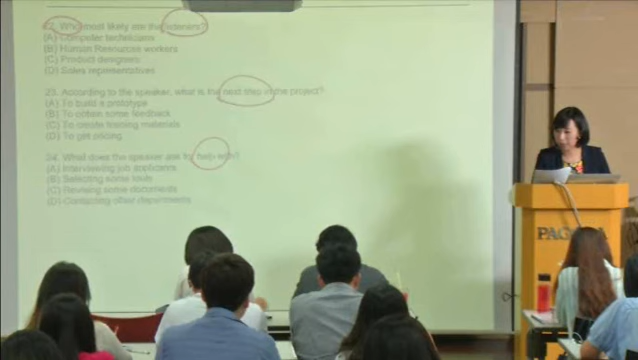 22. Who most likely are the listeners?
(A) Computer technicians
(B) Human Resources workers
(C) Product designers
(D) Sales representatives
23. According to the speaker, what is the next step in the project?
(A) To build a prototype
(B) To obtain some feedback
(C) To create training materials
(D) To get pricing
24. What does the speaker ask for help with?
(A) Interviewing job applicants
(B) Selecting some
(C) Revising some documents
(D) Contacting other departments
PAGODA